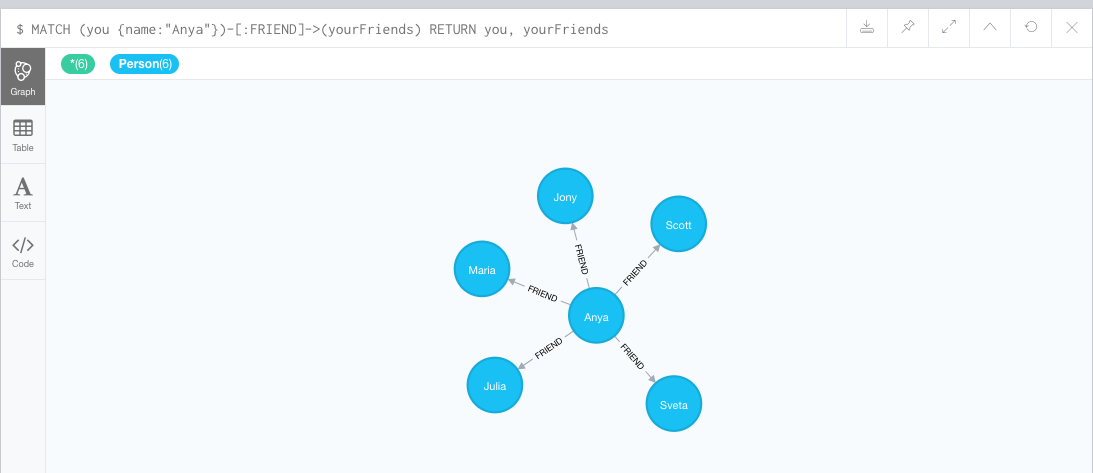 $ MATCH (you {name:"Anya"})-[:FRIEND]->(yourFriends) RETURN you, yourFriends
*(6) Person(6)
Graph
Table
Text
Code
Jony
Scott
FRIEND
FRIEND
Maria
FRIEND
Anya
FRIEND
FRIEND
Julia
Sveta